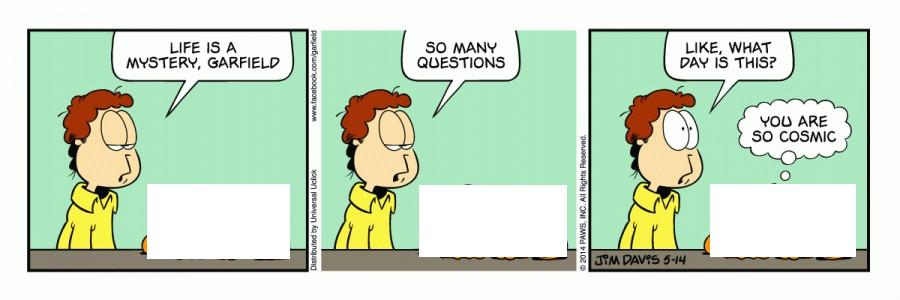 LIFE IS A
MYSTERY, GARFIELD
www.facebook.com/garfield
Distributed by Universal Uclick
SO MANY
QUESTIONS
© 2014 PAWS, INC. All Rights Reserved.
LIKE, WHAT
DAY IS THIS?
YOU ARE
SO COSMIC
JIM DAVIS 5-14